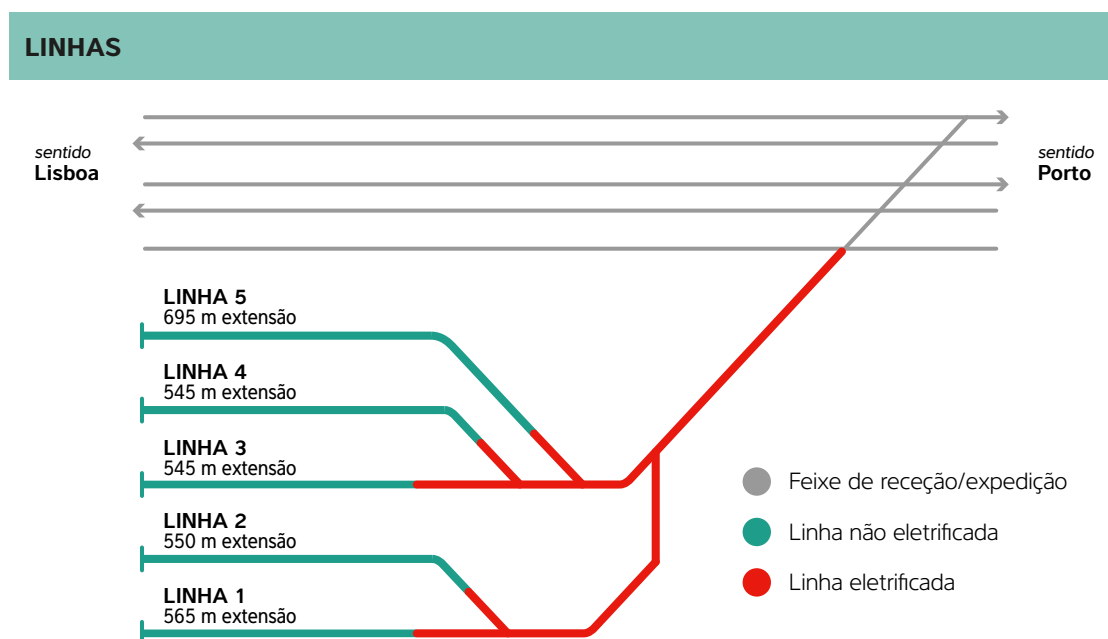 LINHAS
sentido
Lisboa
sentido
Porto
LINHA 5
695 m extensão
LINHA 4
545 m extensão
LINHA 3
545 m extensão
LINHA 2
550 m extensão
LINHA 1
565 m extensão
Feixe de receção/expedição
Linha não eletrificada
Linha eletrificada